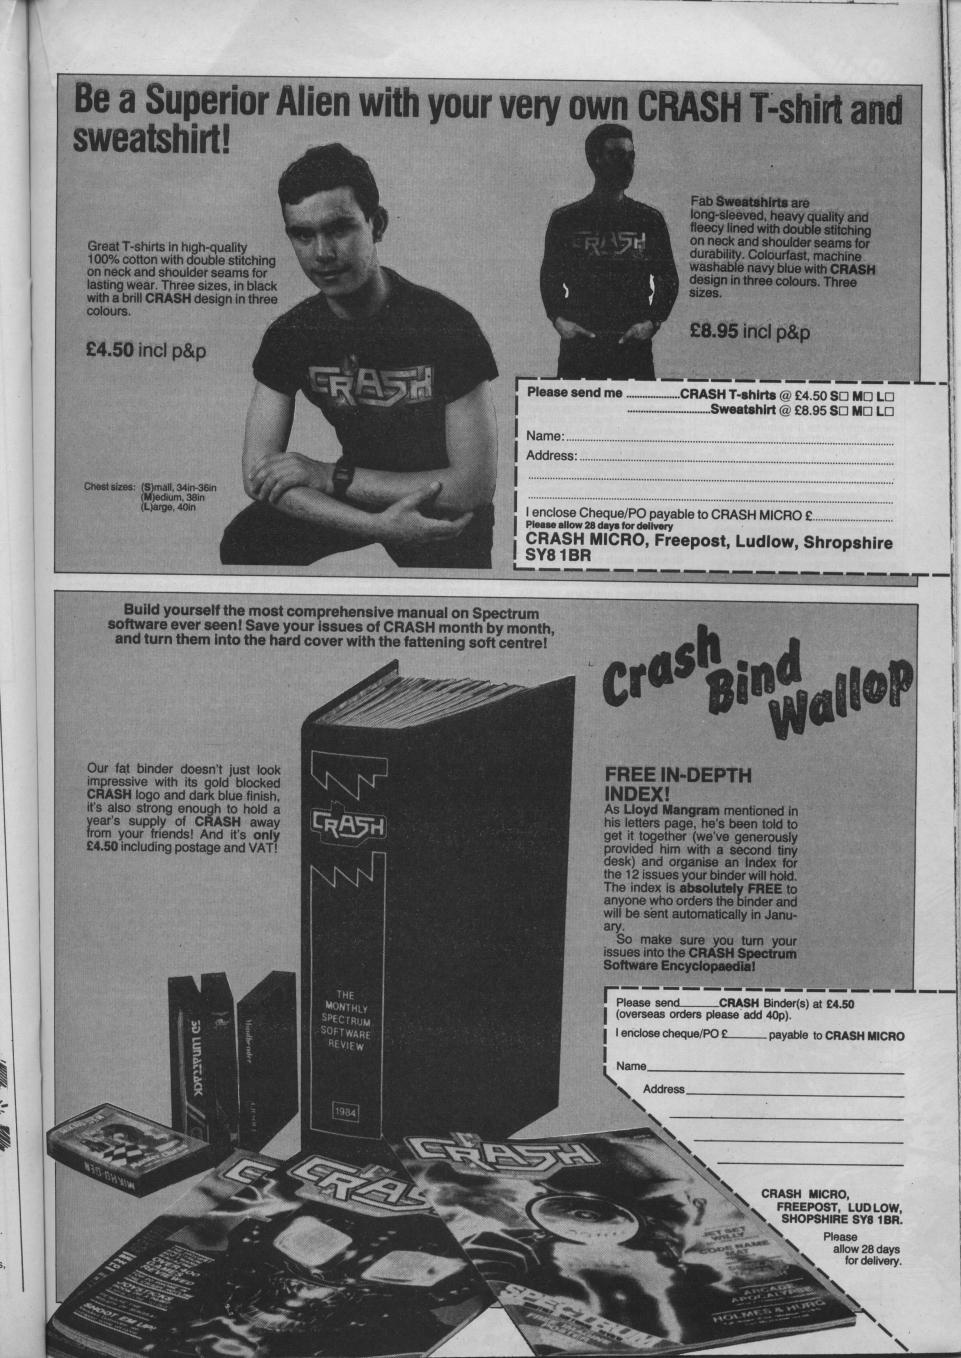 Be a Superior Alien with your very own CRASH T-shirt and
sweatshirt!
Great T-shirts in high-quality
100% cotton with double stitching
on neck and shoulder seams for
lasting wear. Three sizes, in black
with a brill CRASH design in three
colours.
£4.50 incl p&p
Chest sizes: (S)mall, 34in-36in
(M)edium, 38in
(L)arge, 40in
CRASH
CRASH
Fab Sweatshirts are
long-sleeved, heavy quality and
fleecy lined with double stitching
on neck and shoulder seams for
durability. Colourfast, machine
washable navy blue with CRASH
design in three colours. Three
sizes.
£8.95 incl p&p
Please send me ..................CRASH T-shirts @ £4.50 S□ M□ L□
............................Sweatshirt @ £8.95 S□ M□ L□
Name:
Address:
I enclose Cheque/PO payable to CRASH MICRO £
Please allow 28 days for delivery
CRASH MICRO, Freepost, Ludlow, Shropshire
SY8 1BR
Build yourself the most comprehensive manual on Spectrum
software ever seen! Save your issues of CRASH month by month,
and turn them into the hard cover with the fattening soft centre!
Crash
Bind
Wallop
Our fat binder doesn't just look
impressive with its gold blocked
CRASH logo and dark blue finish,
it's also strong enough to hold a
year's supply of CRASH away
from your friends! And it's only
£4.50 including postage and VAT!
CRASH
THE
MONTHLY
SPECTRUM
SOFTWARE
REVIEW
1984
FREE IN-DEPTH
INDEX!
As Lloyd Mangram mentioned in
his letters page, he's been told to
get it together (we've generously
provided him with a second tiny
desk) and organise an Index for
the 12 issues your binder will hold.
The index is absolutely FREE to
anyone who orders the binder and
will be sent automatically in Janu-
ary.
So make sure you turn your
issues into the CRASH Spectrum
Software Encyclopaedia!
Please send_______CRASH Binder(s) at £4.50
(overseas orders please add 40p).
I enclose cheque/PO £_______ payable to CRASH MICRO
Name
Address
CRASH MICRO,
FREEPOST, LUDLOW,
SHOPSHIRE SY8 1BR.
Please
allow 28 days
for delivery.
3D LUNATTACK
CRASH
CRASH
SHOOT EM UP!
JET SET
WILLY
CODE NAME
MAT
ARCADE
APOCALYPSE
HOLMES & HURG
SPECTRUM